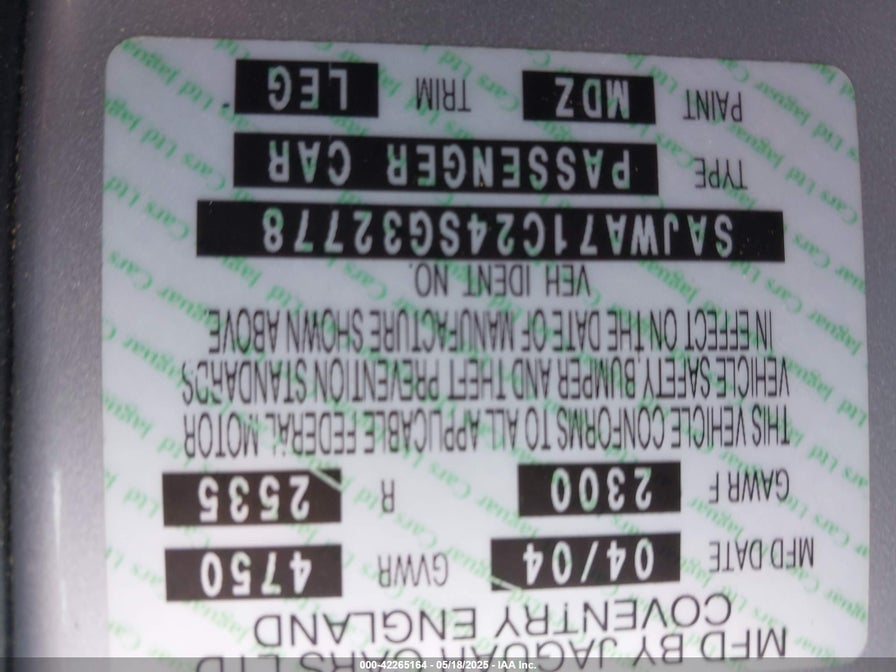 MFD BY JAGUAR CARS LTD
COVENTRY ENGLAND
MFD DATE 04/04 GVWR 4750
GAWR F 2300 R 2535
THIS VEHICLE CONFORMS TO ALL APPLICABLE FEDERAL MOTOR
VEHICLE SAFETY, BUMPER AND THEFT PREVENTION STANDARDS
IN EFFECT ON THE DATE OF MANUFACTURE SHOWN ABOVE.
VEH IDENT NO.
SAJWA71C24SG32778
TYPE PASSENGER CAR
PAINT MDZ TRIM LEG
000-42265164 - 05/18/2025 - IAA Inc.